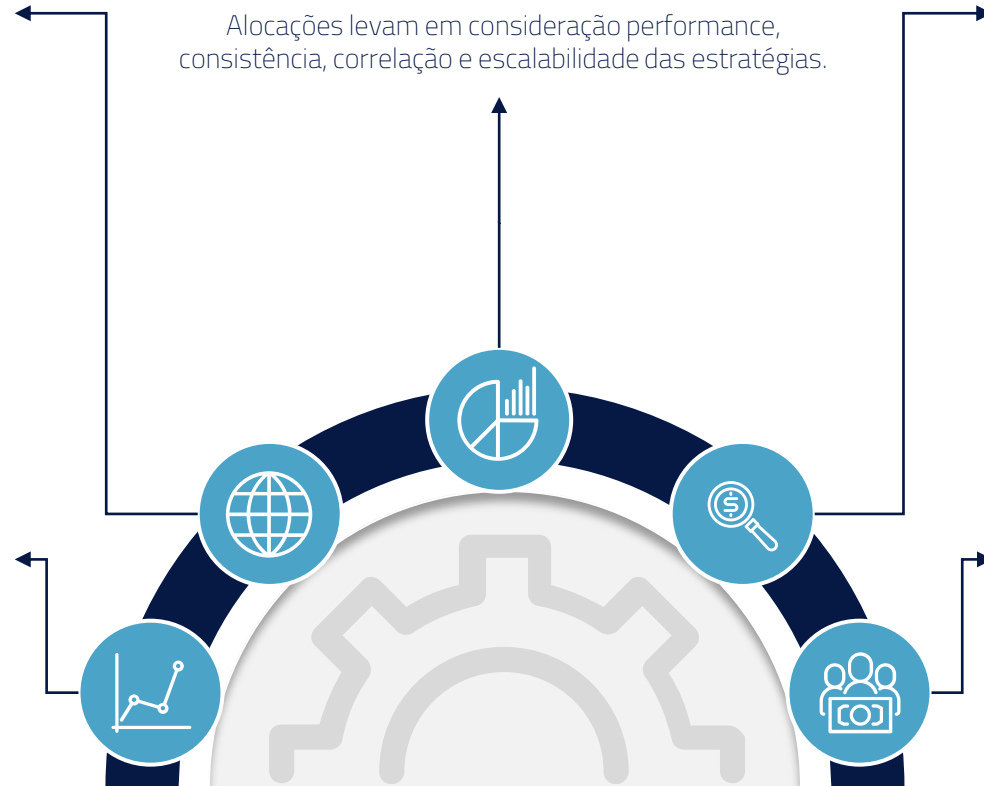 Alocações levam em consideração performance,
consistência, correlação e escalabilidade das estratégias.